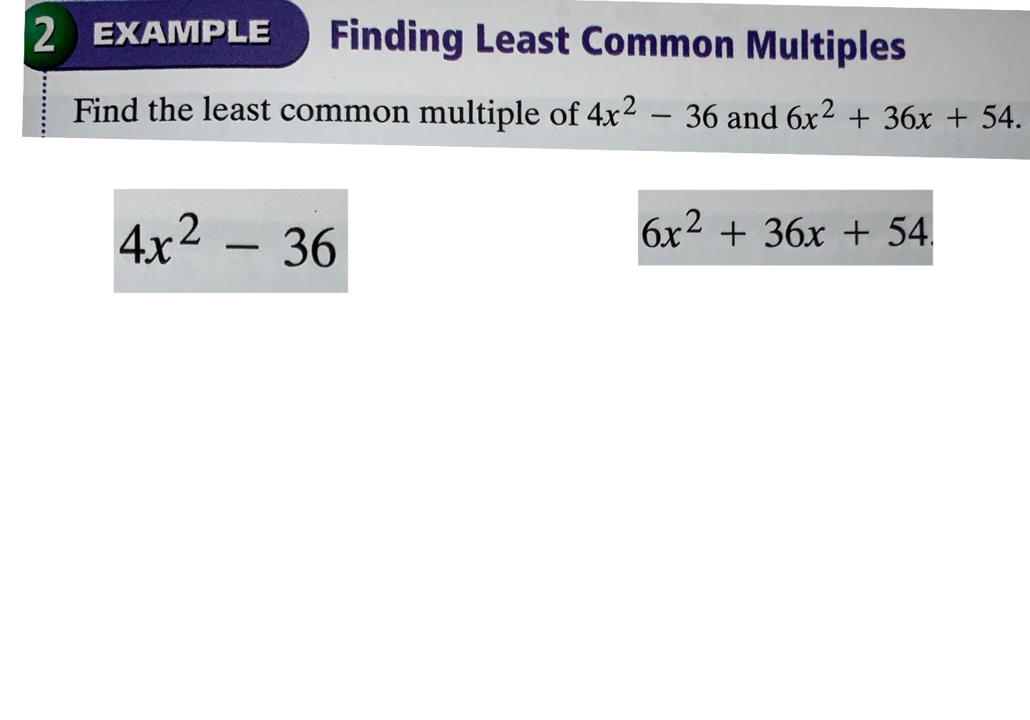 2 EXAMPLE Finding Least Common Multiples
Find the least common multiple of 4x² − 36 and 6x² + 36x + 54.
4x² − 36
6x² + 36x + 54.